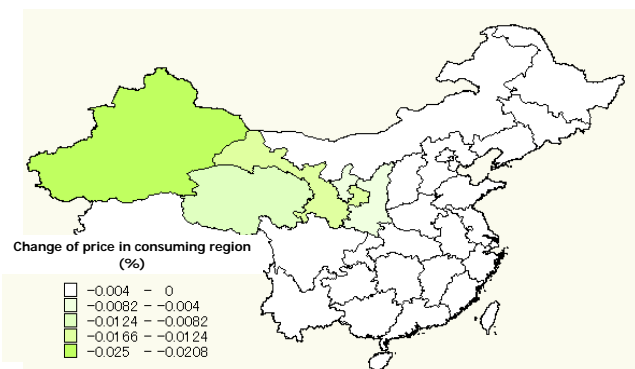 Change of price in consuming region
(%)
-0.004 - 0
-0.0082 - -0.004
-0.0124 - -0.0082
-0.0166 - -0.0124
-0.025 - -0.0208